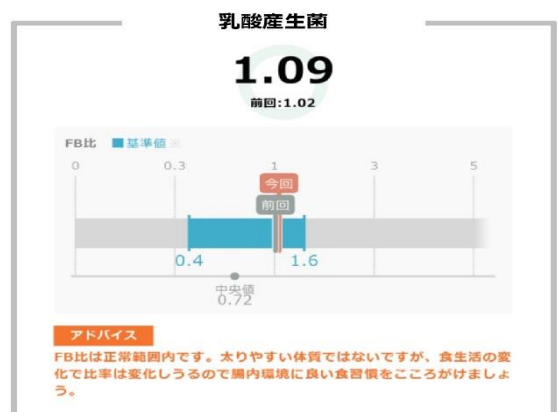 乳酸産生菌
1.09
前回:1.02
FB比 ■基準値※
0 0.3 1 3 5
今回
前回
0.4 1.6
中央値
0.72
アドバイス
FB比は正常範囲内です。太りやすい体質ではないですが、食生活の変
化で比率は変化しうるので腸内環境に良い食習慣をこころがけましょ
う。